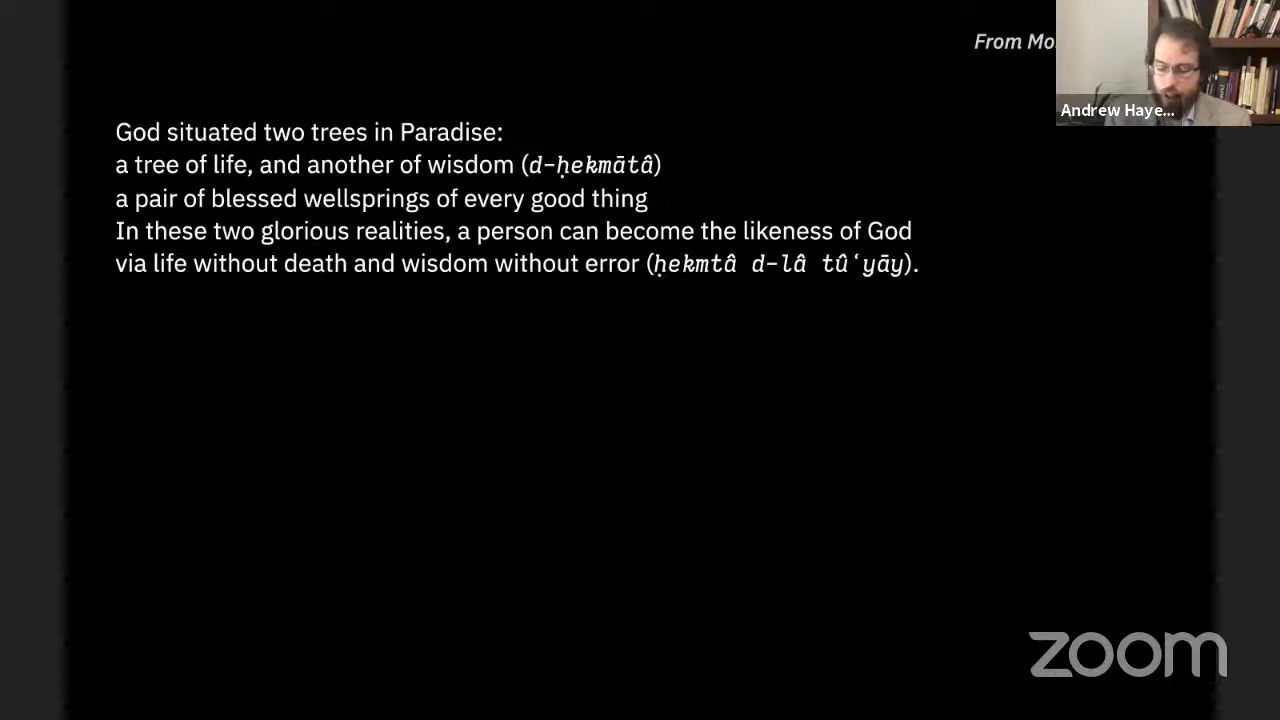 From Mo
Andrew Haye...
God situated two trees in Paradise:
a tree of life, and another of wisdom (d-ḥekmātâ)
a pair of blessed wellsprings of every good thing
In these two glorious realities, a person can become the likeness of God
via life without death and wisdom without error (ḥekmtâ d-lâ tûʿyāy).
zoom